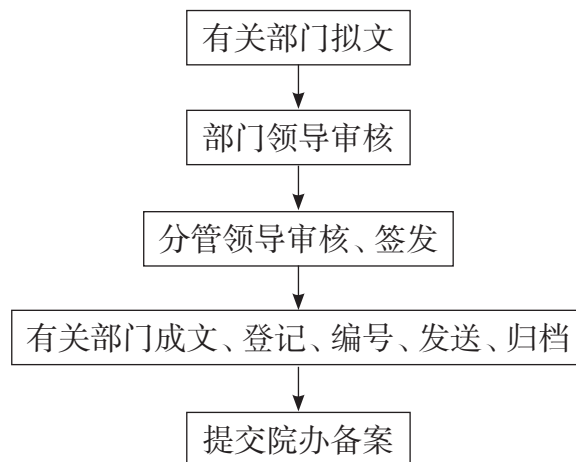 有关部门拟文
部门领导审核
分管领导审核、签发
有关部门成文、登记、编号、发送、归档
提交院办备案